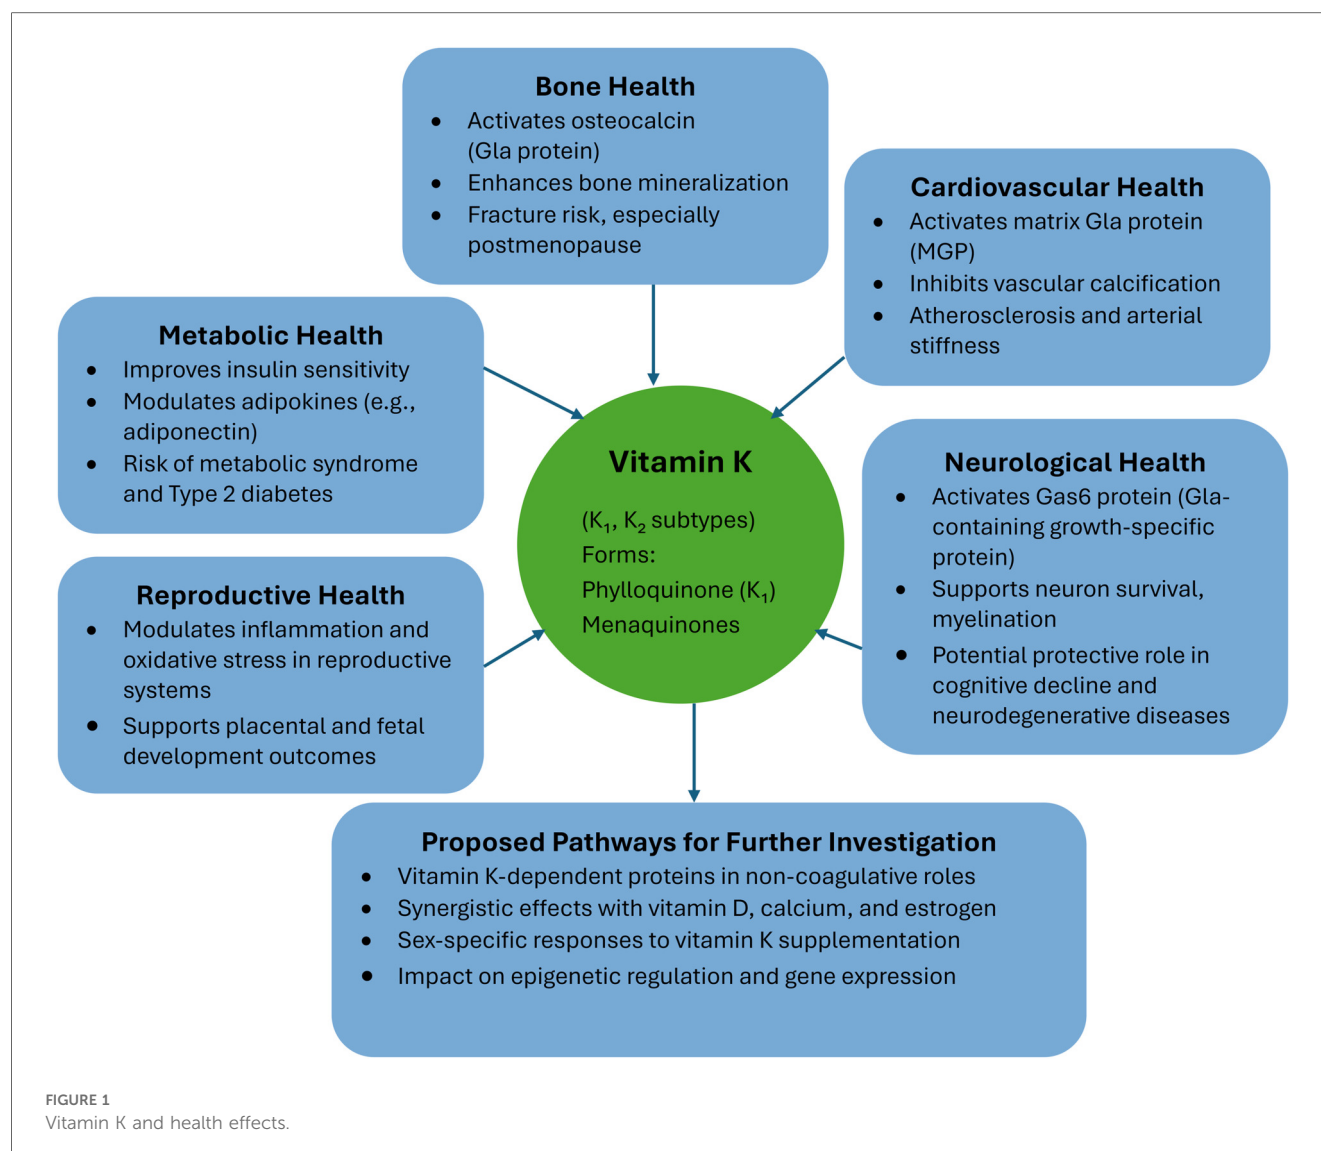 Bone Health
• Activates osteocalcin
(Gla protein)
• Enhances bone mineralization
• Fracture risk, especially
postmenopause
Cardiovascular Health
• Activates matrix Gla protein
(MGP)
• Inhibits vascular calcification
• Atherosclerosis and arterial
stiffness
Metabolic Health
• Improves insulin sensitivity
• Modulates adipokines (e.g.,
adiponectin)
• Risk of metabolic syndrome
and Type 2 diabetes
Vitamin K
(K₁, K₂ subtypes)
Forms:
Phylloquinone (K₁)
Menaquinones
Neurological Health
• Activates Gas6 protein (Gla-
containing growth-specific
protein)
• Supports neuron survival,
myelination
• Potential protective role in
cognitive decline and
neurodegenerative diseases
Reproductive Health
• Modulates inflammation and
oxidative stress in reproductive
systems
• Supports placental and fetal
development outcomes
Proposed Pathways for Further Investigation
• Vitamin K-dependent proteins in non-coagulative roles
• Synergistic effects with vitamin D, calcium, and estrogen
• Sex-specific responses to vitamin K supplementation
• Impact on epigenetic regulation and gene expression
FIGURE 1
Vitamin K and health effects.